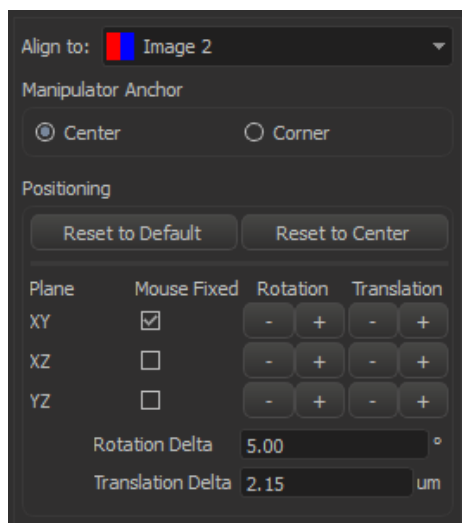 Align to: Image 2
Manipulator Anchor
Center Corner
Positioning
Reset to Default Reset to Center
Plane Mouse Fixed Rotation Translation
XY - + - +
XZ - + - +
YZ - + - +
Rotation Delta 5.00 °
Translation Delta 2.15 um